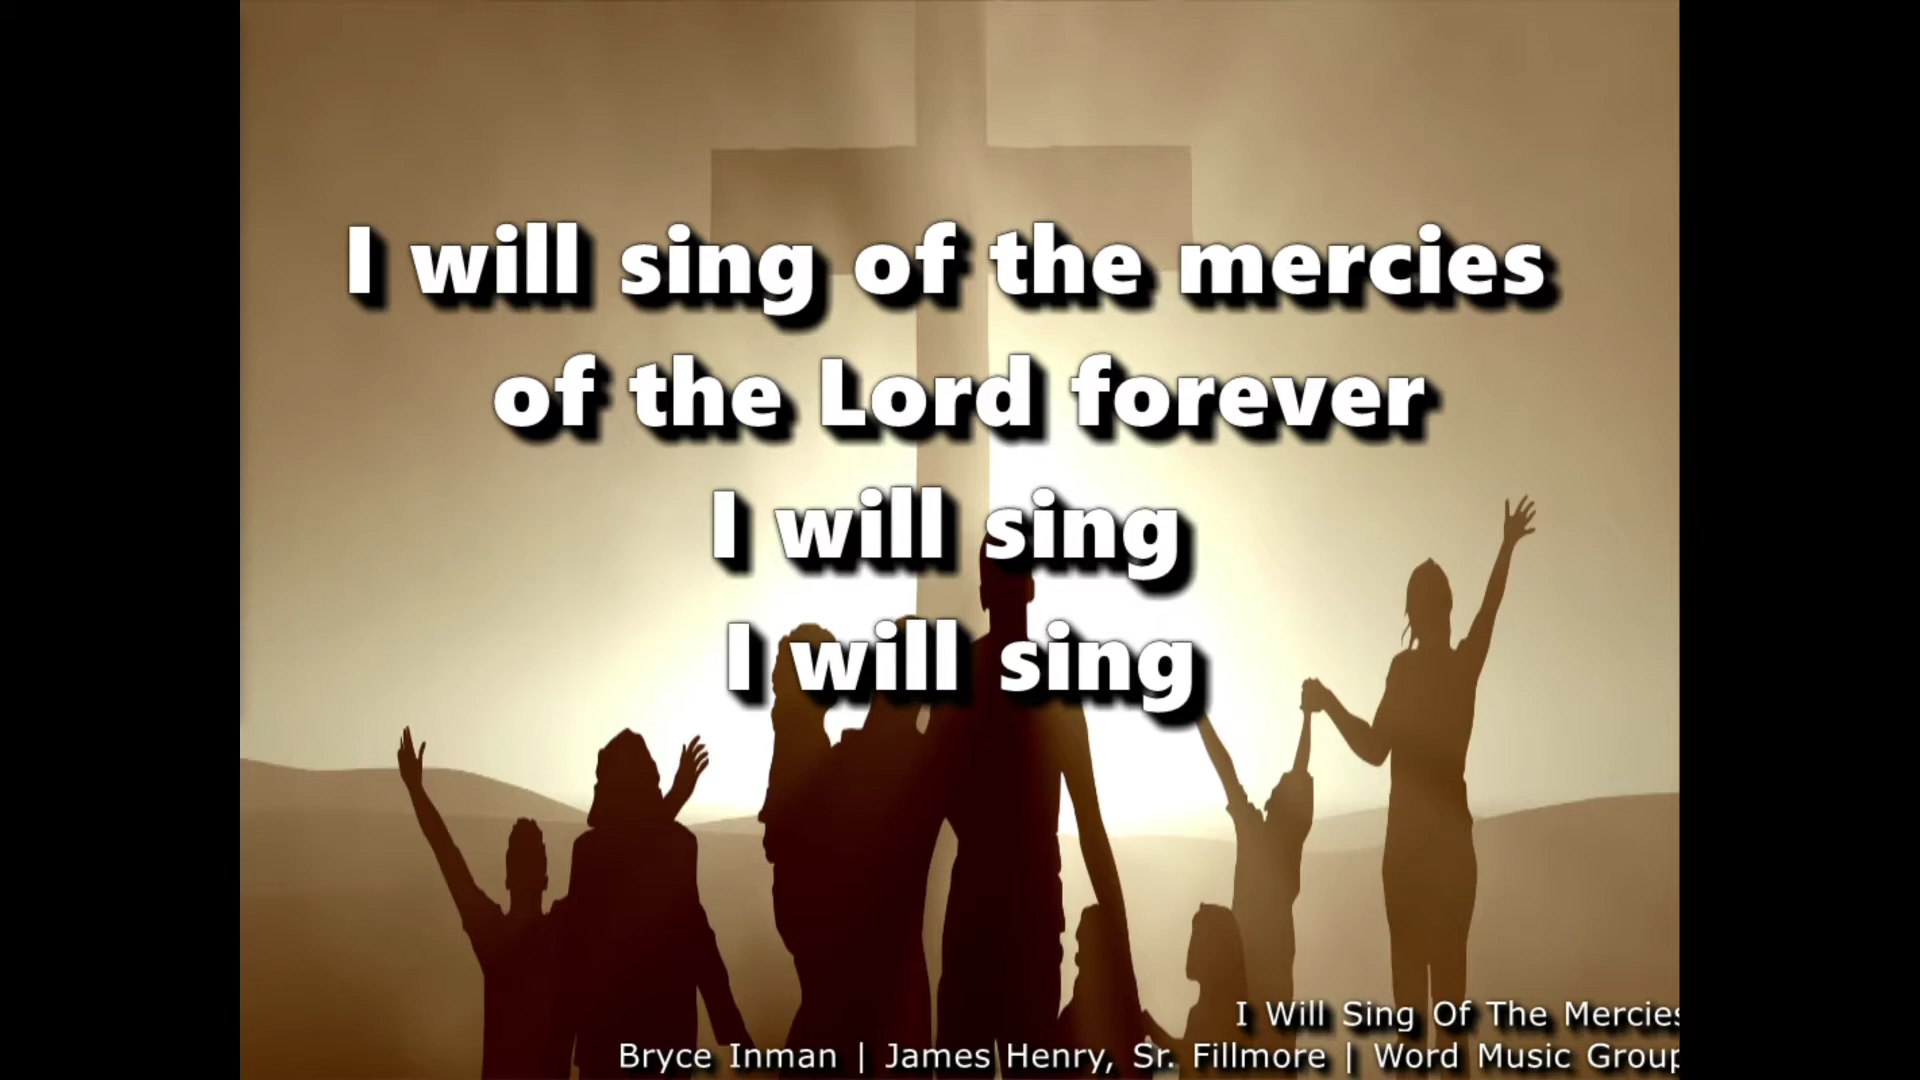 I will sing of the mercies
of the Lord forever
I will sing
I will sing
I Will Sing Of The Mercies
Bryce Inman | James Henry, Sr. Fillmore | Word Music Group